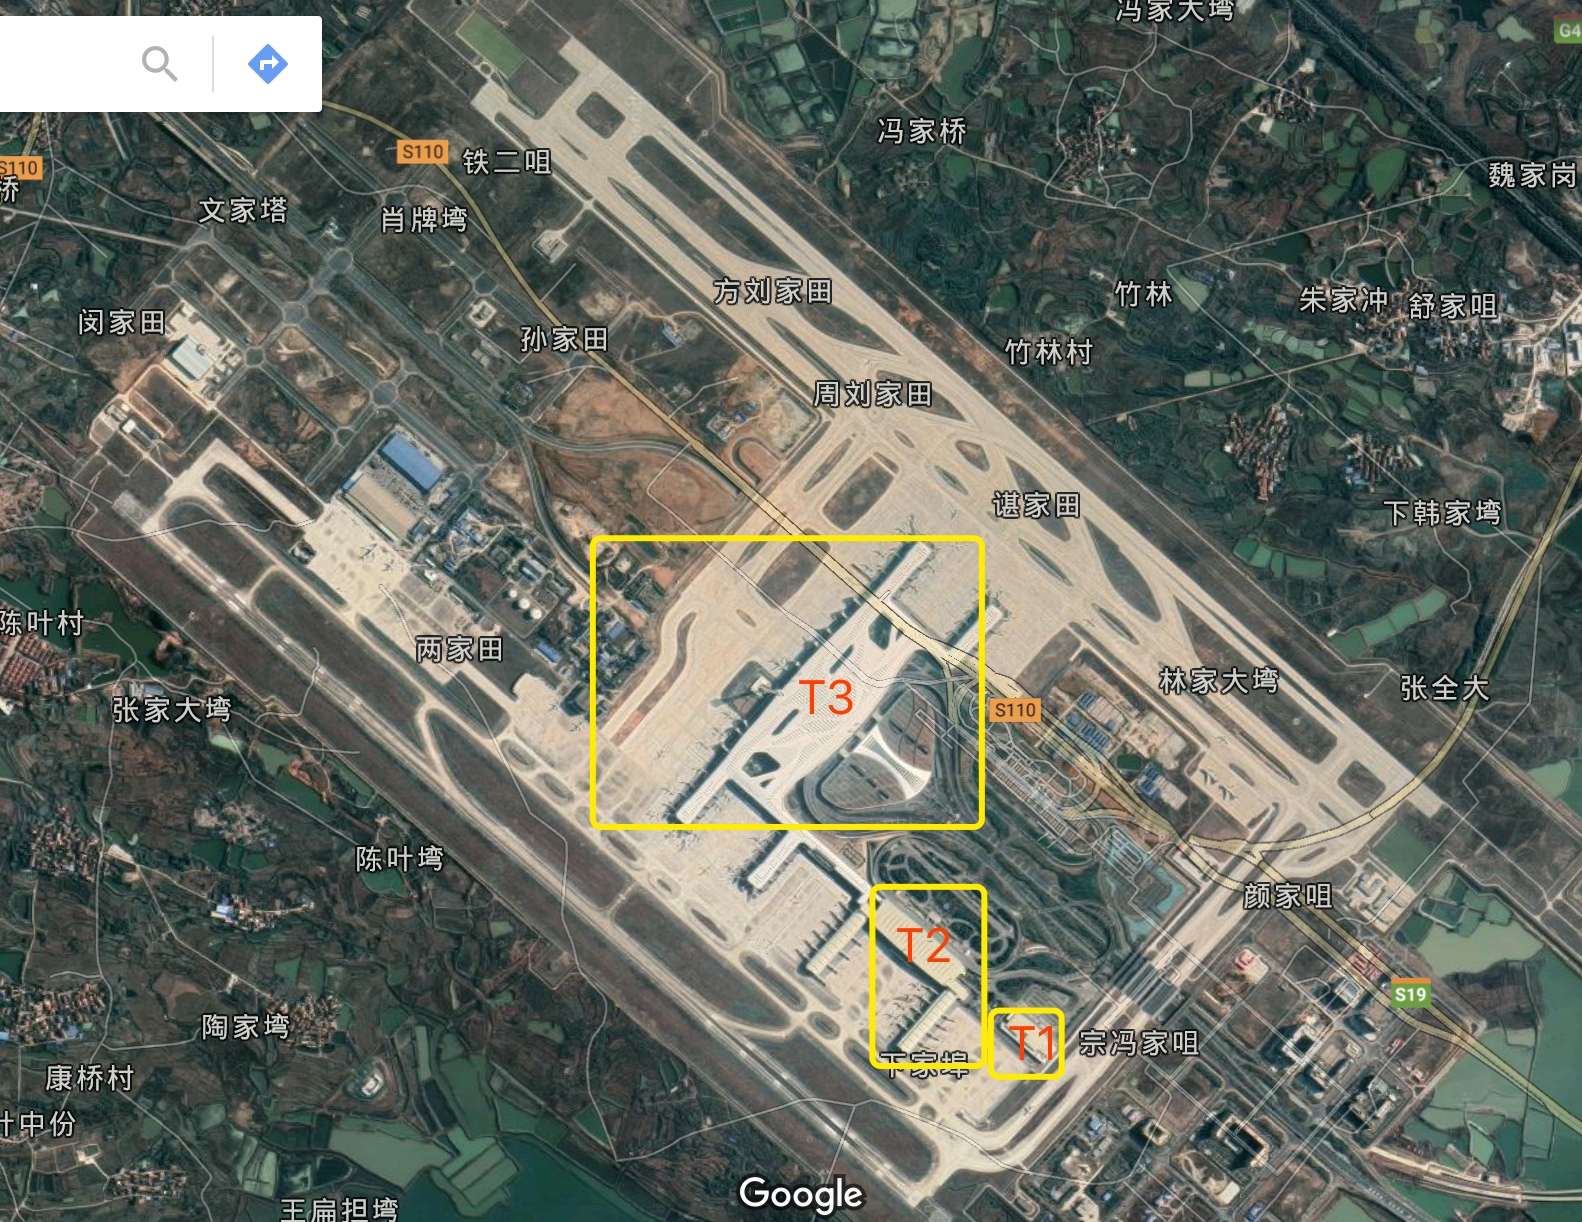 冯家大塆
G4
冯家桥
S110
铁二咀
S110
桥
魏家岗
文家塔
肖牌塆
方刘家田
竹林
朱家冲
舒家咀
闵家田
孙家田
竹林村
周刘家田
谌家田
下韩家塆
陈叶村
两家田
林家大塆
张全大
张家大塆
T3
S110
陈叶塆
颜家咀
T2
S19
陶家塆
T1
宗冯家咀
下家埠
康桥村
叶中份
Google
王扁担塆